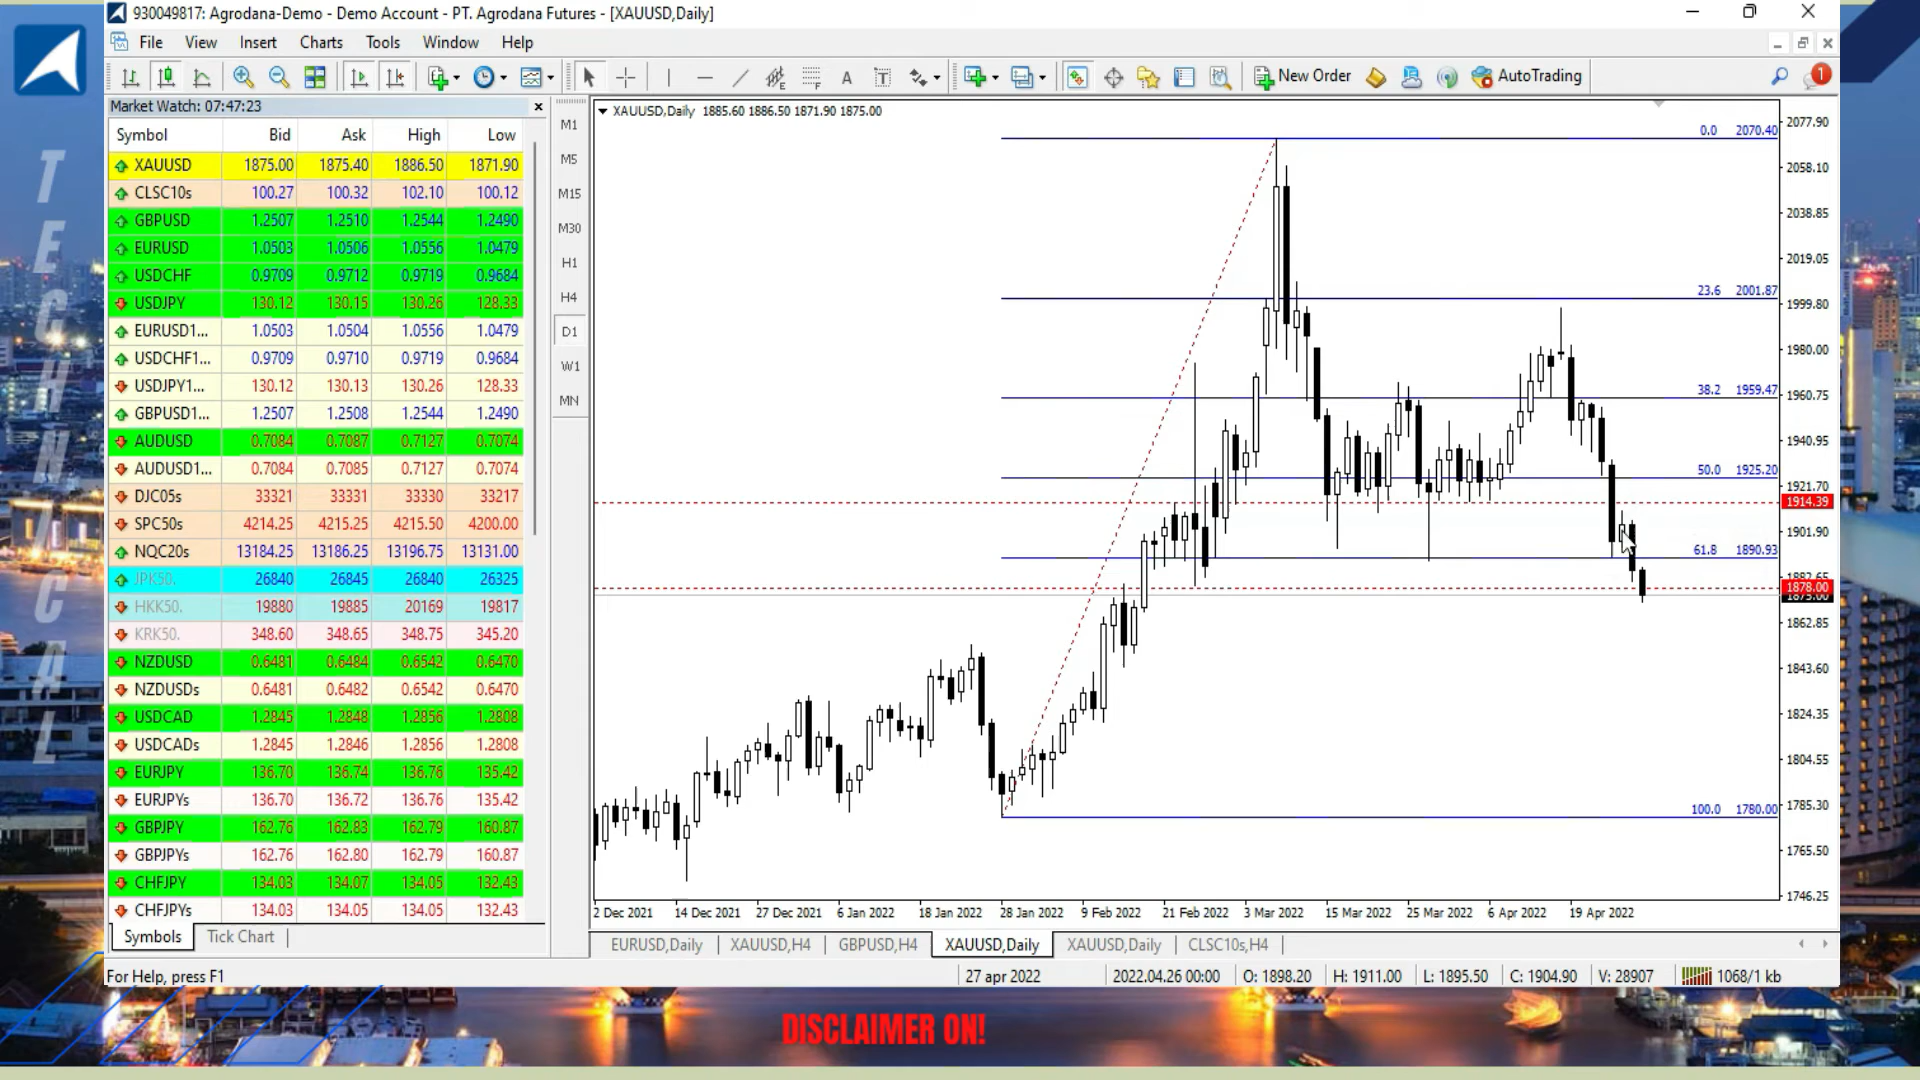 930049817: Agrodana-Demo - Demo Account - PT. Agrodana Futures - [XAUUSD,Daily]
File View Insert Charts Tools Window Help
New Order AutoTrading 1
Market Watch: 07:47:23
Symbol Bid Ask High Low
XAUUSD 1875.00 1875.40 1886.50 1871.90
CLSC10s 100.27 100.32 102.10 100.12
GBPUSD 1.2507 1.2510 1.2544 1.2490
EURUSD 1.0503 1.0506 1.0556 1.0479
USDCHF 0.9709 0.9712 0.9719 0.9684
USDJPY 130.12 130.15 130.26 128.33
EURUSD1... 1.0503 1.0504 1.0556 1.0479
USDCHF1... 0.9709 0.9710 0.9719 0.9684
USDJPY1... 130.12 130.13 130.26 128.33
GBPUSD1... 1.2507 1.2508 1.2544 1.2490
AUDUSD 0.7084 0.7087 0.7127 0.7074
AUDUSD1... 0.7084 0.7085 0.7127 0.7074
DJC05s 33321 33331 33330 33217
SPC50s 4214.25 4215.25 4215.50 4200.00
NQC20s 13184.25 13186.25 13196.75 13131.00
JPK50. 26840 26845 26840 26325
HKK50. 19880 19885 20169 19817
KRK50. 348.60 348.65 348.75 345.20
NZDUSD 0.6481 0.6484 0.6542 0.6470
NZDUSDs 0.6481 0.6482 0.6542 0.6470
USDCAD 1.2845 1.2848 1.2856 1.2808
USDCADs 1.2845 1.2846 1.2856 1.2808
EURJPY 136.70 136.74 136.76 135.42
EURJPYs 136.70 136.72 136.76 135.42
GBPJPY 162.76 162.83 162.79 160.87
GBPJPYs 162.76 162.80 162.79 160.87
CHFJPY 134.03 134.07 134.05 132.43
CHFJPYs 134.03 134.05 134.05 132.43
Symbols Tick Chart
M1
M5
M15
M30
H1
H4
D1
W1
MN
XAUUSD,Daily 1885.60 1886.50 1871.90 1875.00
0.0 2070.40
23.6 2001.87
38.2 1959.47
50.0 1925.20
61.8 1890.93
100.0 1780.00
2077.90
2058.10
2038.85
2019.05
1999.80
1980.00
1960.75
1940.95
1921.70
1914.39
1901.90
1882.65
1878.00
1875.00
1862.85
1843.60
1824.35
1804.55
1785.30
1765.50
1746.25
2 Dec 2021 14 Dec 2021 27 Dec 2021 6 Jan 2022 18 Jan 2022 28 Jan 2022 9 Feb 2022 21 Feb 2022 3 Mar 2022 15 Mar 2022 25 Mar 2022 6 Apr 2022 19 Apr 2022
EURUSD,Daily XAUUSD,H4 GBPUSD,H4 XAUUSD,Daily XAUUSD,Daily CLSC10s,H4
For Help, press F1 27 apr 2022 2022.04.26 00:00 O: 1898.20 H: 1911.00 L: 1895.50 C: 1904.90 V: 28907 1068/1 kb
TECHNICAL
DISCLAIMER ON!